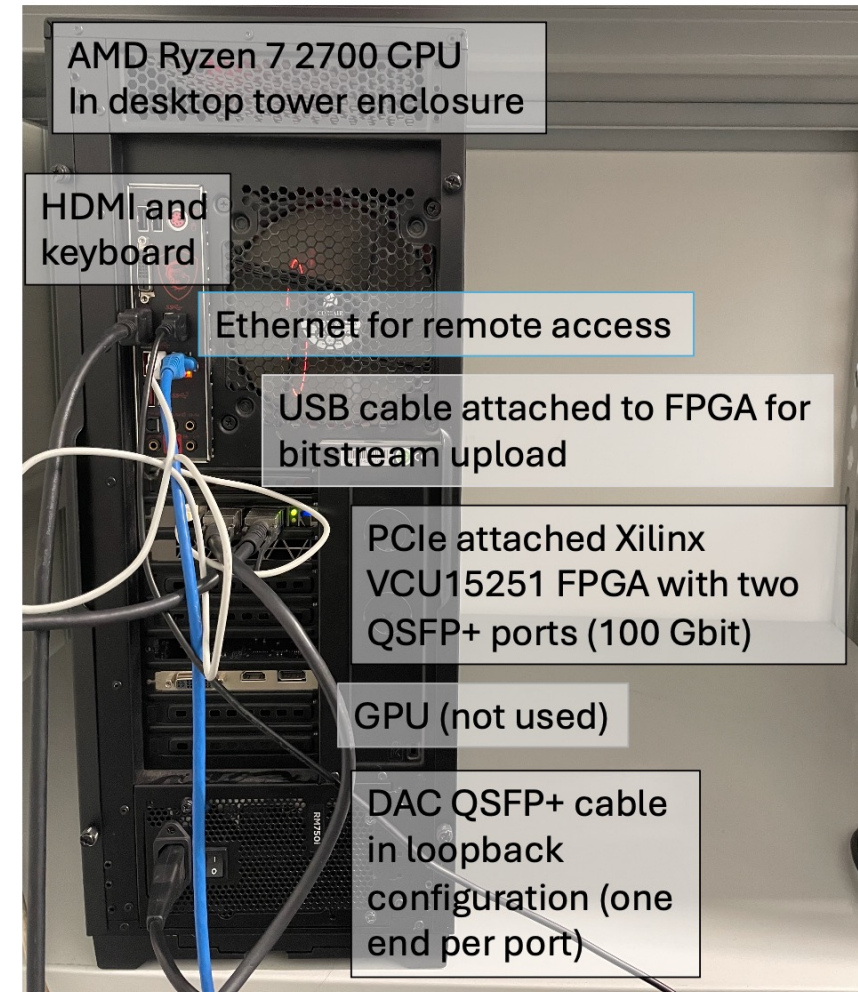 AMD Ryzen 7 2700 CPU
In desktop tower enclosure
HDMI and
keyboard
Ethernet for remote access
USB cable attached to FPGA for
bitstream upload
PCIe attached Xilinx
VCU15251 FPGA with two
QSFP+ ports (100 Gbit)
GPU (not used)
DAC QSFP+ cable
in loopback
configuration (one
end per port)
RM750i